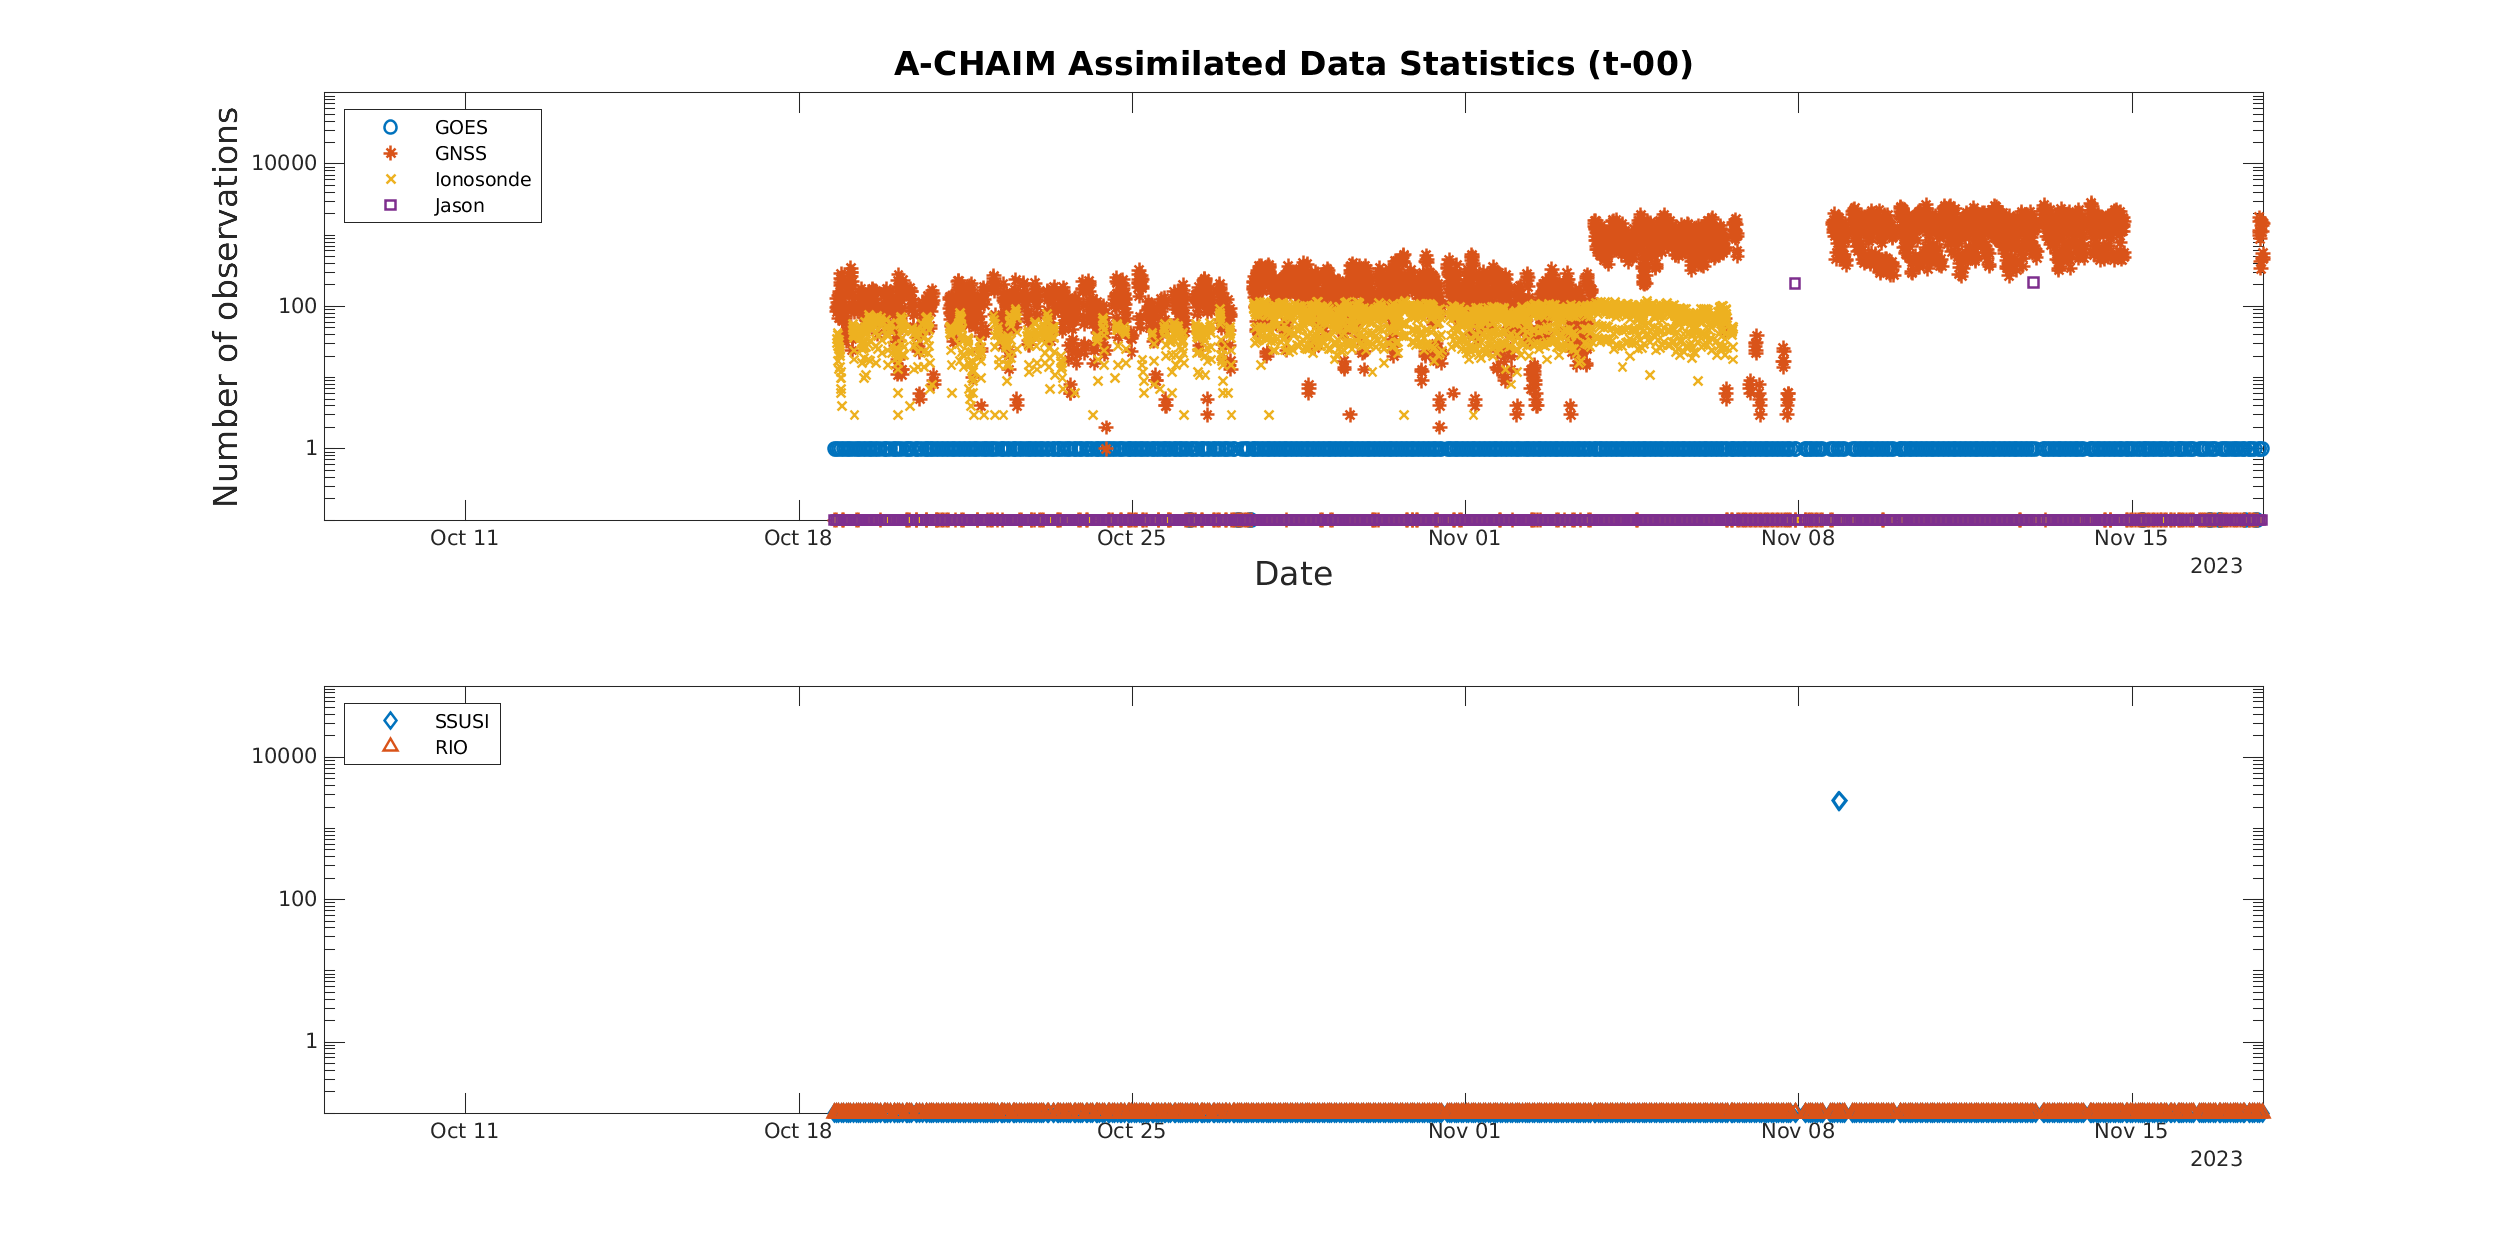 A-CHAIM Assimilated Data Statistics (t-00)
Number of observations
10000
100
1
GOES
GNSS
Ionosonde
Jason
Oct 11
Oct 18
Oct 25
Nov 01
Nov 08
Nov 15
2023
Date
10000
100
1
SSUSI
RIO
Oct 11
Oct 18
Oct 25
Nov 01
Nov 08
Nov 15
2023